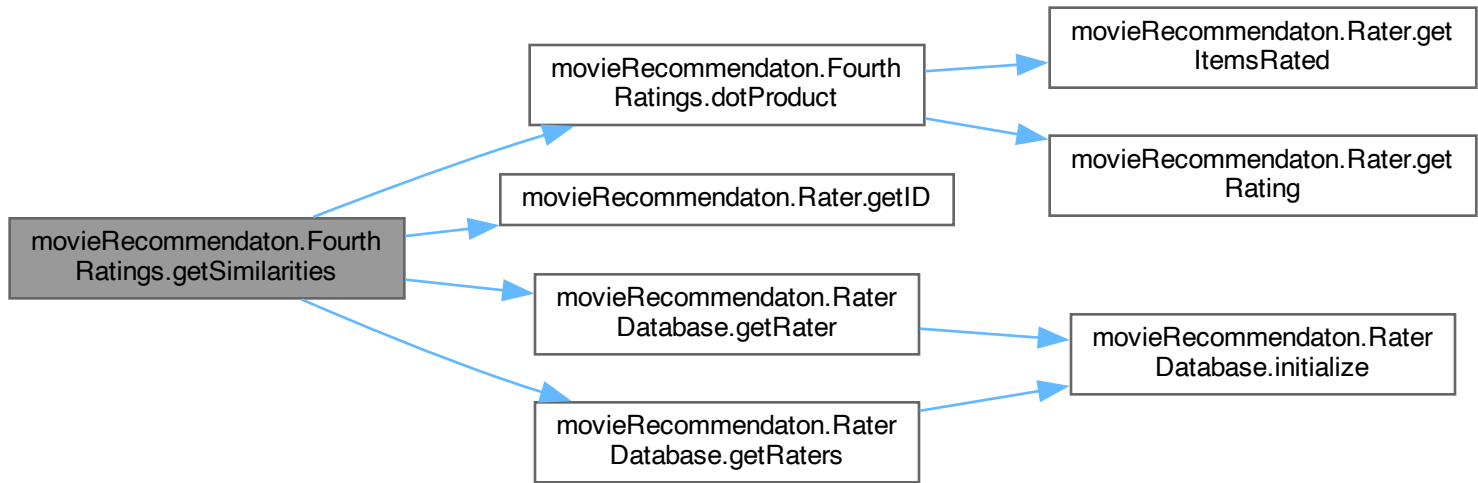 movieRecommendaton.Fourth
Ratings.getSimilarities
movieRecommendaton.Fourth
Ratings.dotProduct
movieRecommendaton.Rater.get
ItemsRated
movieRecommendaton.Rater.get
Rating
movieRecommendaton.Rater.getID
movieRecommendaton.Rater
Database.getRater
movieRecommendaton.Rater
Database.initialize
movieRecommendaton.Rater
Database.getRaters